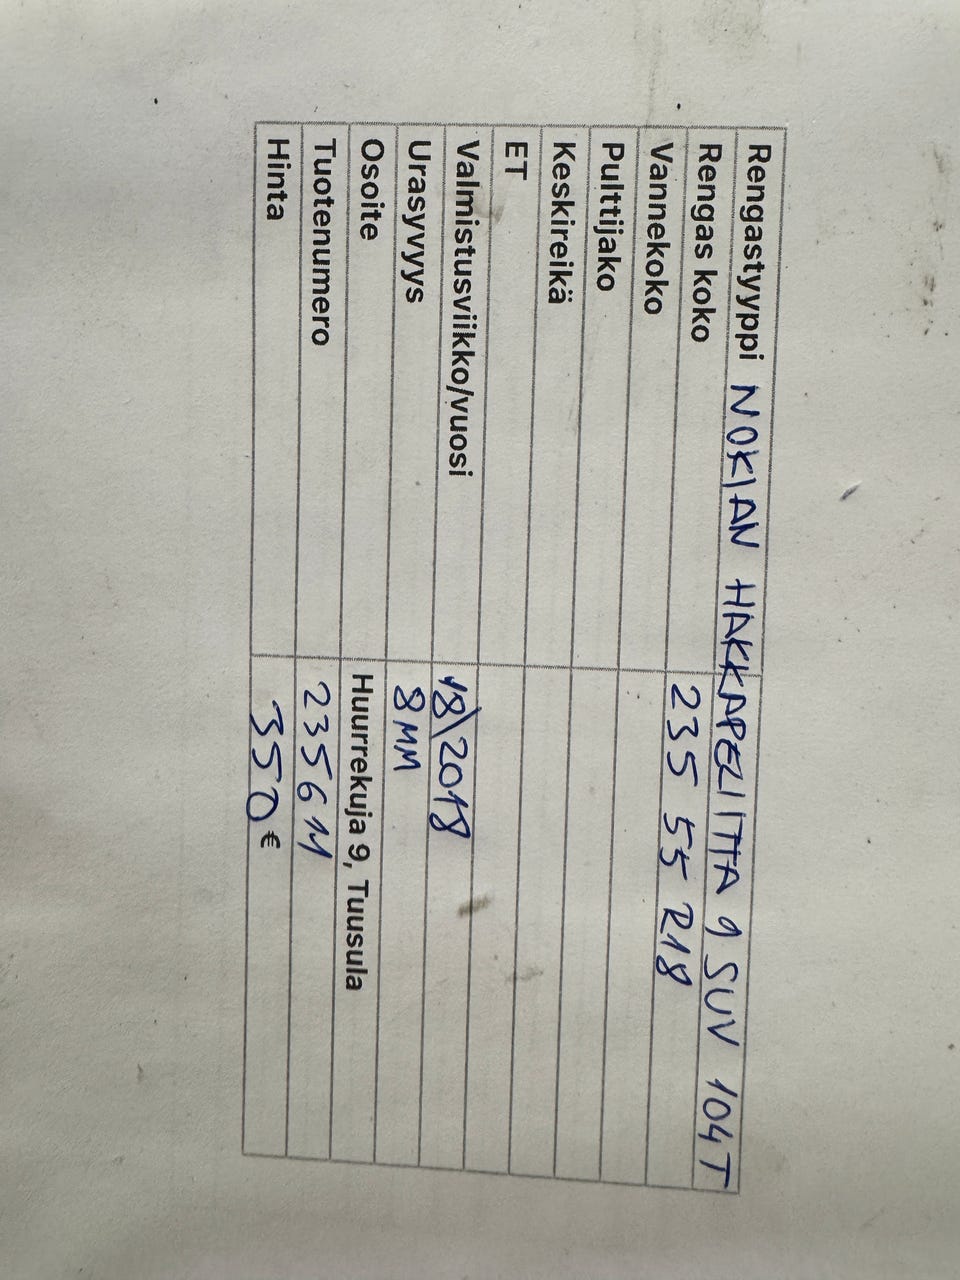 Rengastyyppi NOKIAN HAKKAPELIITTA 9 SUV 104T
Rengas koko 235 55 R18
Vannekoko
Pulttijako
Keskireikä
ET
Valmistusviikko/vuosi 18\2018
Urasyvyys 8MM
Osoite Huurrekuja 9, Tuusula
Tuotenumero 235611
Hinta 350 €